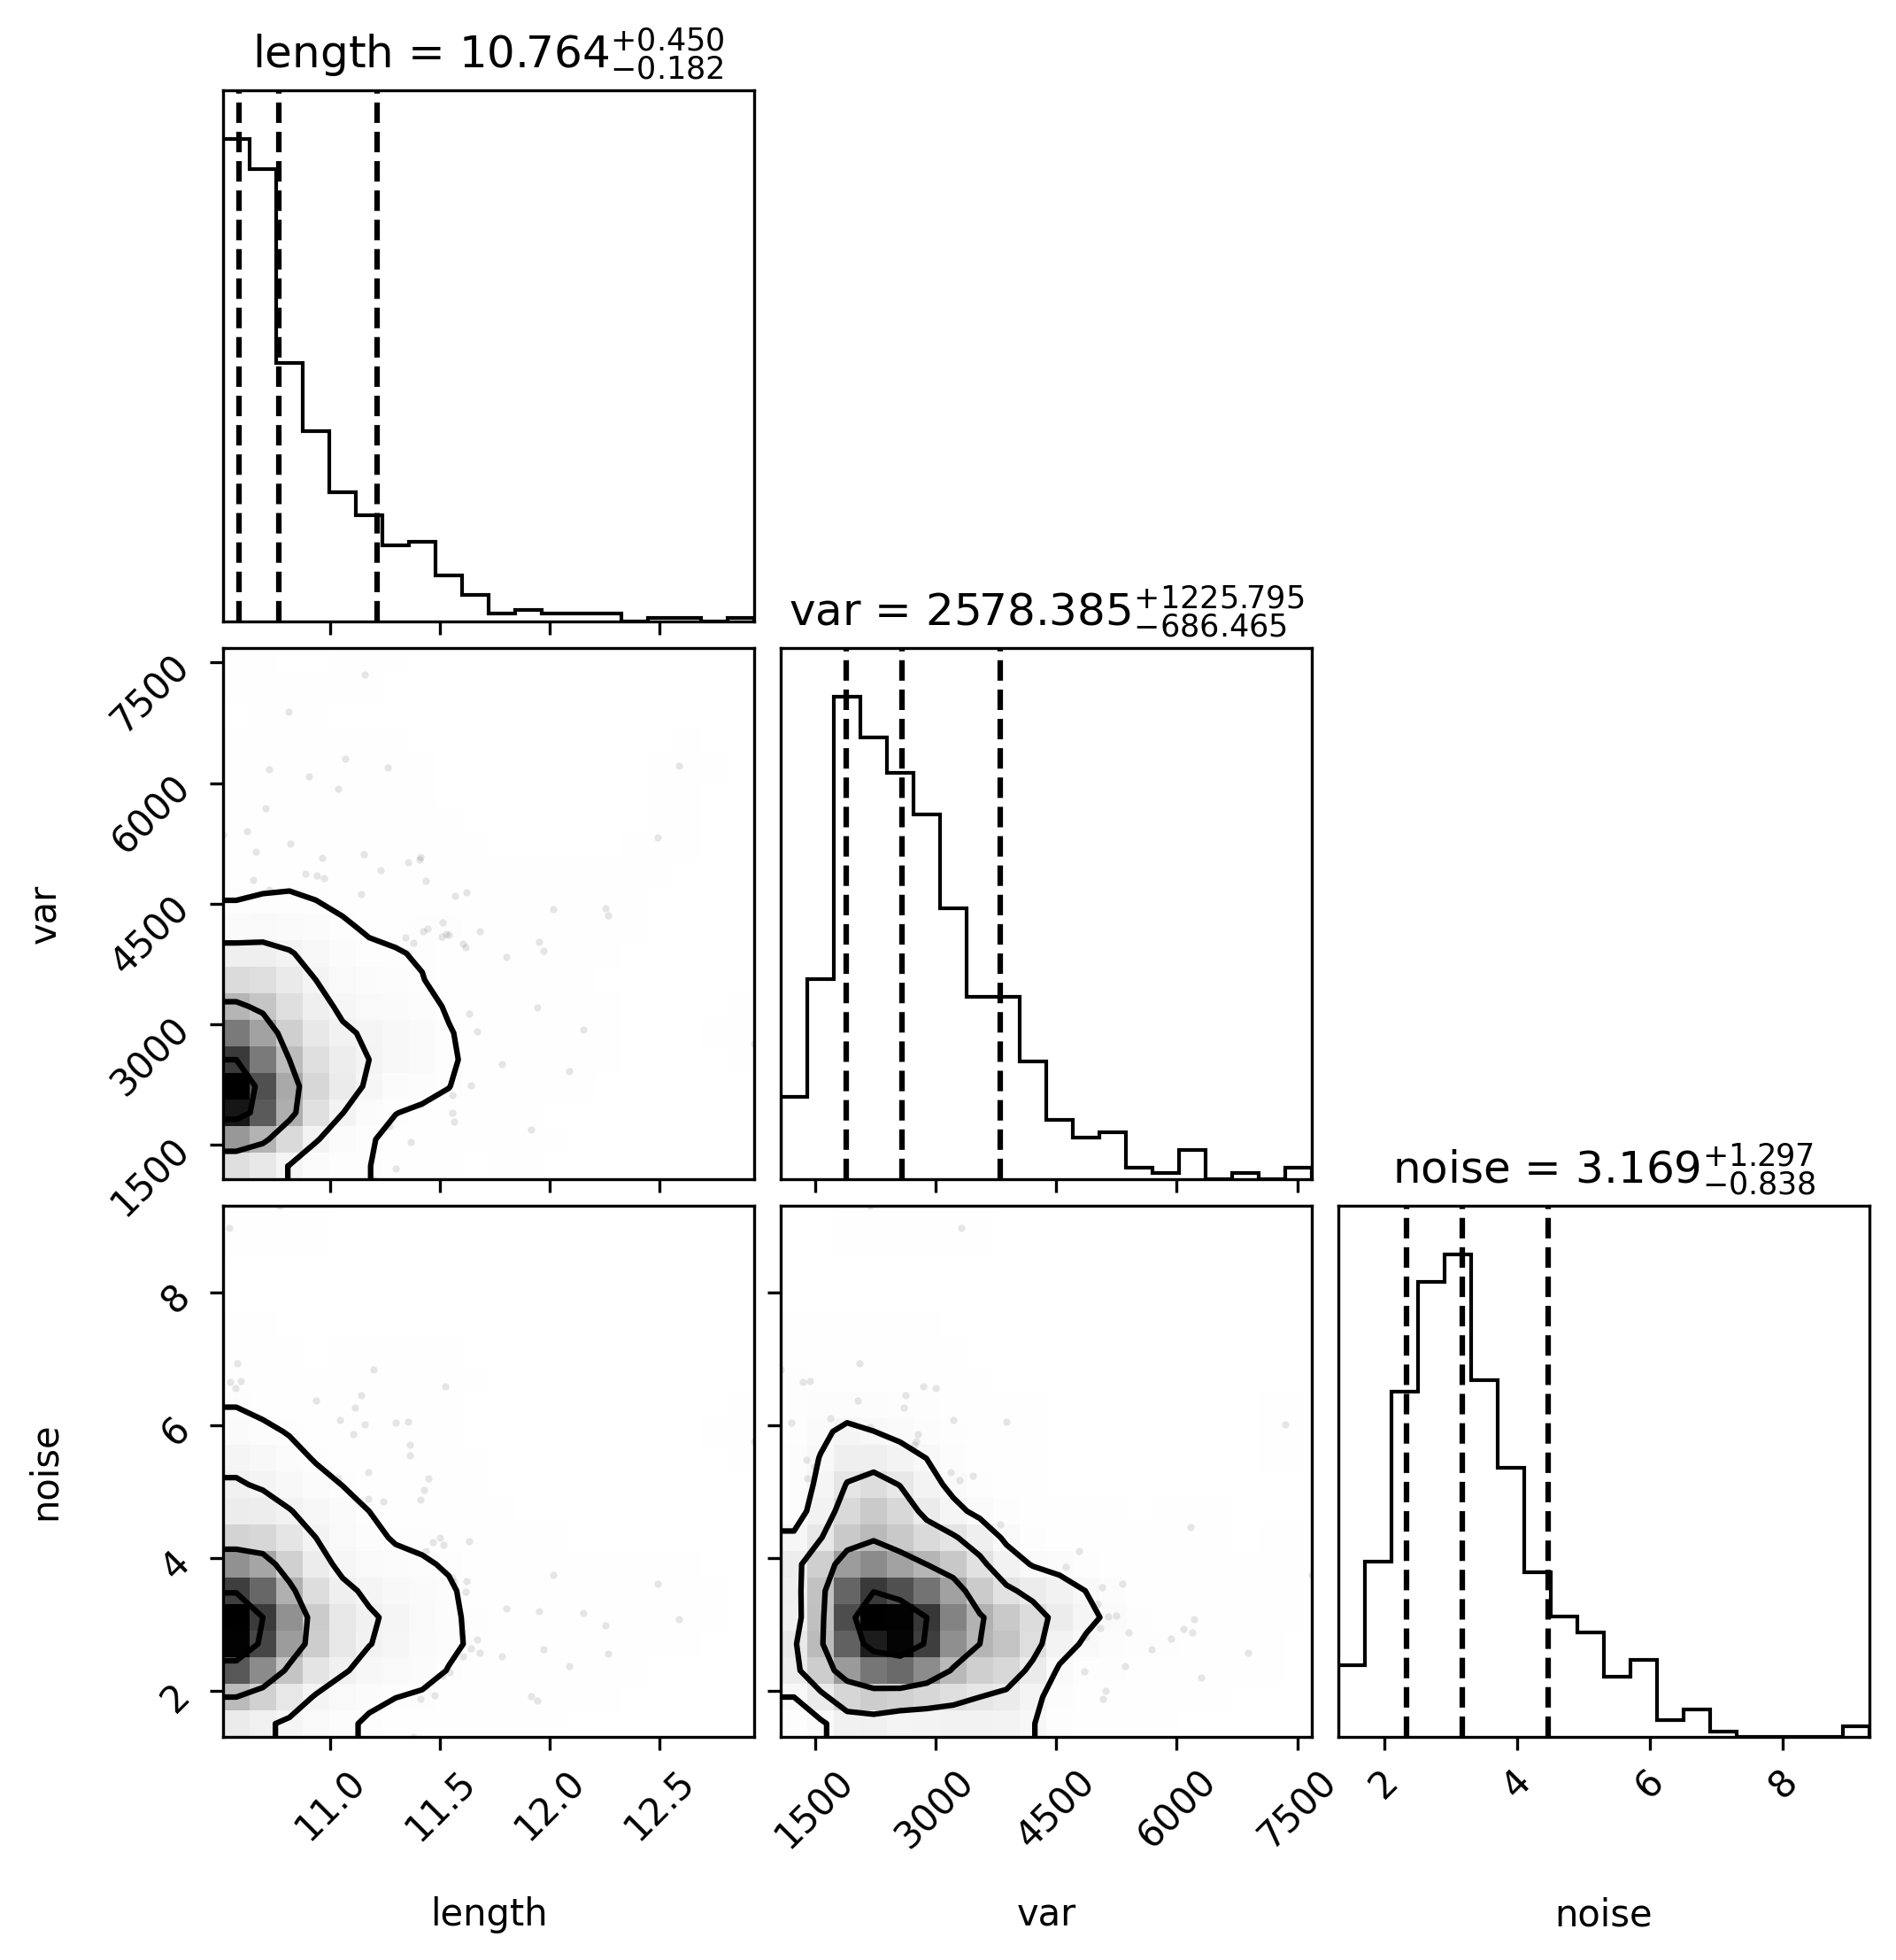 length = 10.764 +0.450 −0.182
var = 2578.385 +1225.795 −686.465
noise = 3.169 +1.297 −0.838
7500
6000
4500
3000
1500
var
8
6
4
2
noise
11.0 11.5 12.0 12.5
1500 3000 4500 6000 7500
2 4 6 8
length var noise